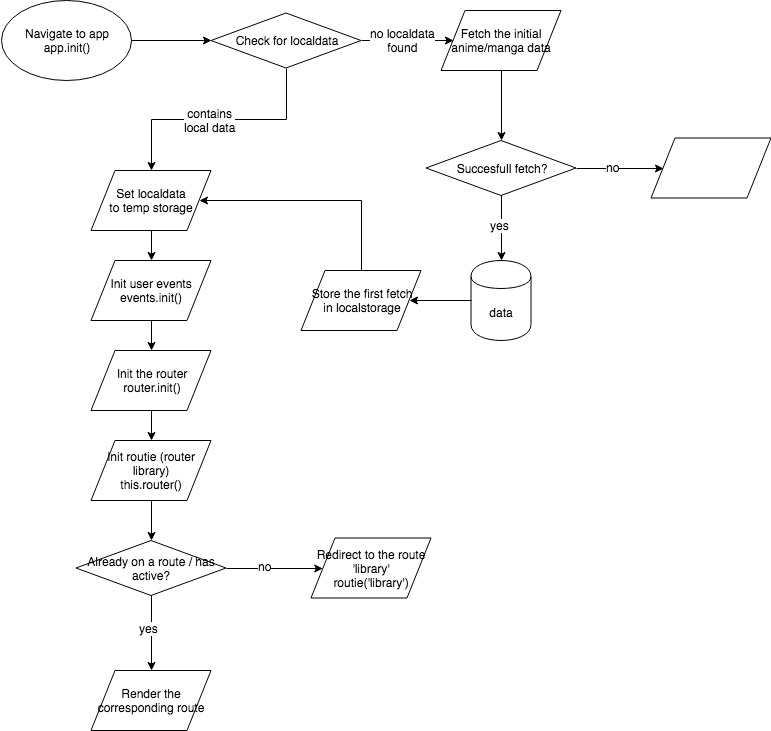 Navigate to app
app.init()
Check for localdata
no localdata
found
Fetch the initial
anime/manga data
contains
local data
Succesfull fetch?
no
Set localdata
to temp storage
yes
Init user events
events.init()
Store the first fetch
in localstorage
data
Init the router
router.init()
Init routie (router
library)
this.router()
Already on a route / has
active?
no
Redirect to the route
'library'
routie('library')
yes
Render the
corresponding route